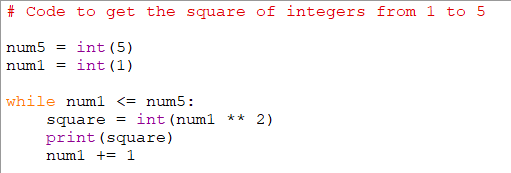 # Code to get the square of integers from 1 to 5

num5 = int(5)
num1 = int(1)

while num1 <= num5:
    square = int(num1 ** 2)
    print(square)
    num1 += 1